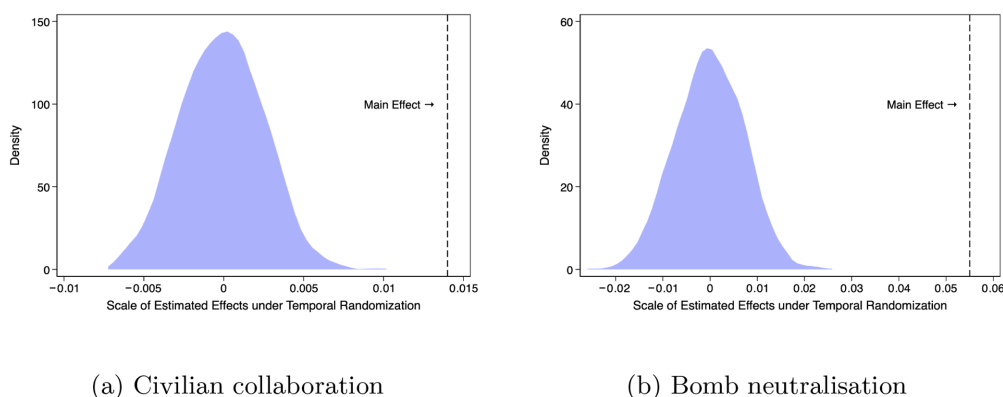 150
100
50
0
Density
Main Effect →
−0.01 −0.005 0 0.005 0.01 0.015
Scale of Estimated Effects under Temporal Randomization
(a) Civilian collaboration
60
40
20
0
Density
Main Effect →
−0.02 −0.01 0 0.01 0.02 0.03 0.04 0.05 0.06
Scale of Estimated Effects under Temporal Randomization
(b) Bomb neutralisation